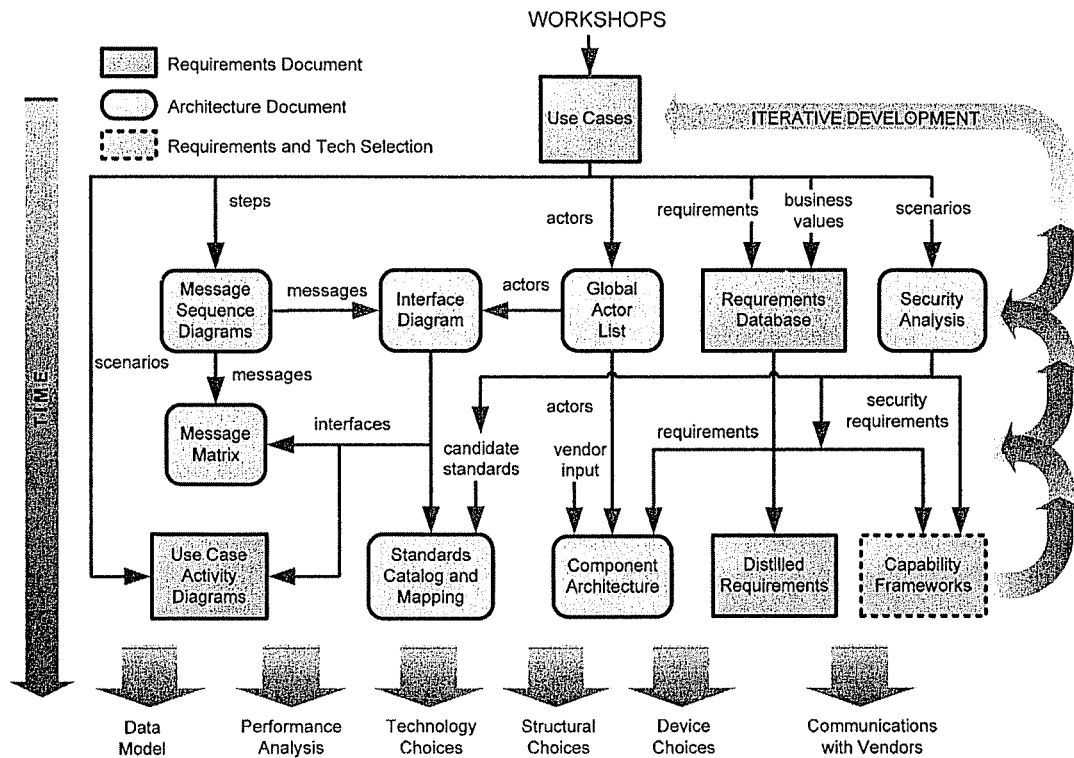 WORKSHOPS
Requirements Document
Architecture Document
Requirements and Tech Selection
Use Cases
ITERATIVE DEVELOPMENT
TIME
steps
actors
requirements
business
values
scenarios
Message
Sequence
Diagrams
messages
Interface
Diagram
actors
Global
Actor
List
Requrements
Database
Security
Analysis
scenarios
messages
Message
Matrix
interfaces
candidate
standards
actors
vendor
input
requirements
security
requirements
Use Case
Activity
Diagrams
Standards
Catalog and
Mapping
Component
Architecture
Distilled
Requirements
Capability
Frameworks
Data
Model
Performance
Analysis
Technology
Choices
Structural
Choices
Device
Choices
Communications
with Vendors